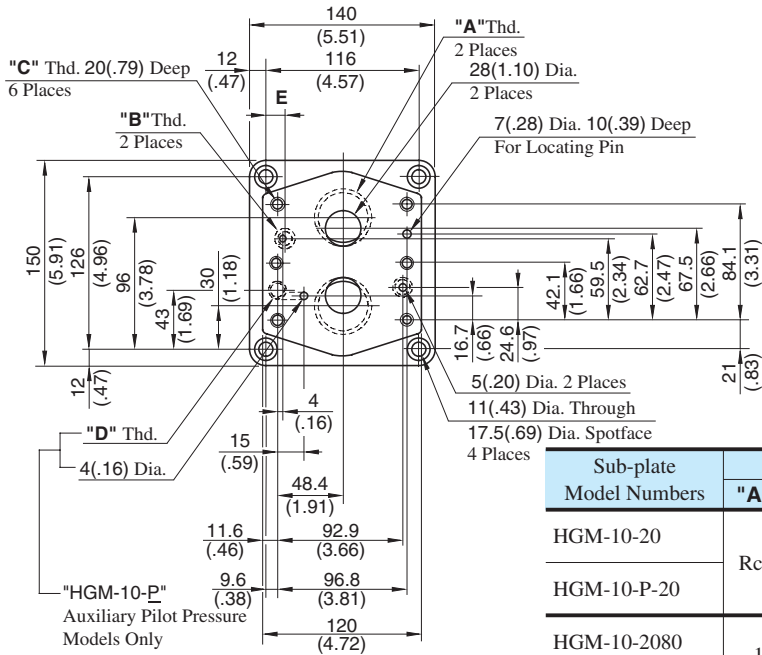 140
(5.51)
"A"Thd.
2 Places
"C" Thd. 20(.79) Deep
6 Places
12
(.47)
116
(4.57)
28(1.10) Dia.
2 Places
E
"B"Thd.
2 Places
7(.28) Dia. 10(.39) Deep
For Locating Pin
150
(5.91)
126
(4.96)
96
(3.78)
43
(1.69)
30
(1.18)
12
(.47)
16.7
(.66)
24.6
(.97)
42.1
(1.66)
59.5
(2.34)
62.7
(2.47)
67.5
(2.66)
84.1
(3.31)
21
(.83)
4
(.16)
5(.20) Dia. 2 Places
11(.43) Dia. Through
17.5(.69) Dia. Spotface
4 Places
"D" Thd.
15
(.59)
4(.16) Dia.
48.4
(1.91)
11.6
(.46)
92.9
(3.66)
9.6
(.38)
96.8
(3.81)
120
(4.72)
"HGM-10-P"
Auxiliary Pilot Pressure
Models Only
Sub-plate
Model Numbers
"A
HGM-10-20
Rc
HGM-10-P-20
HGM-10-2080
1